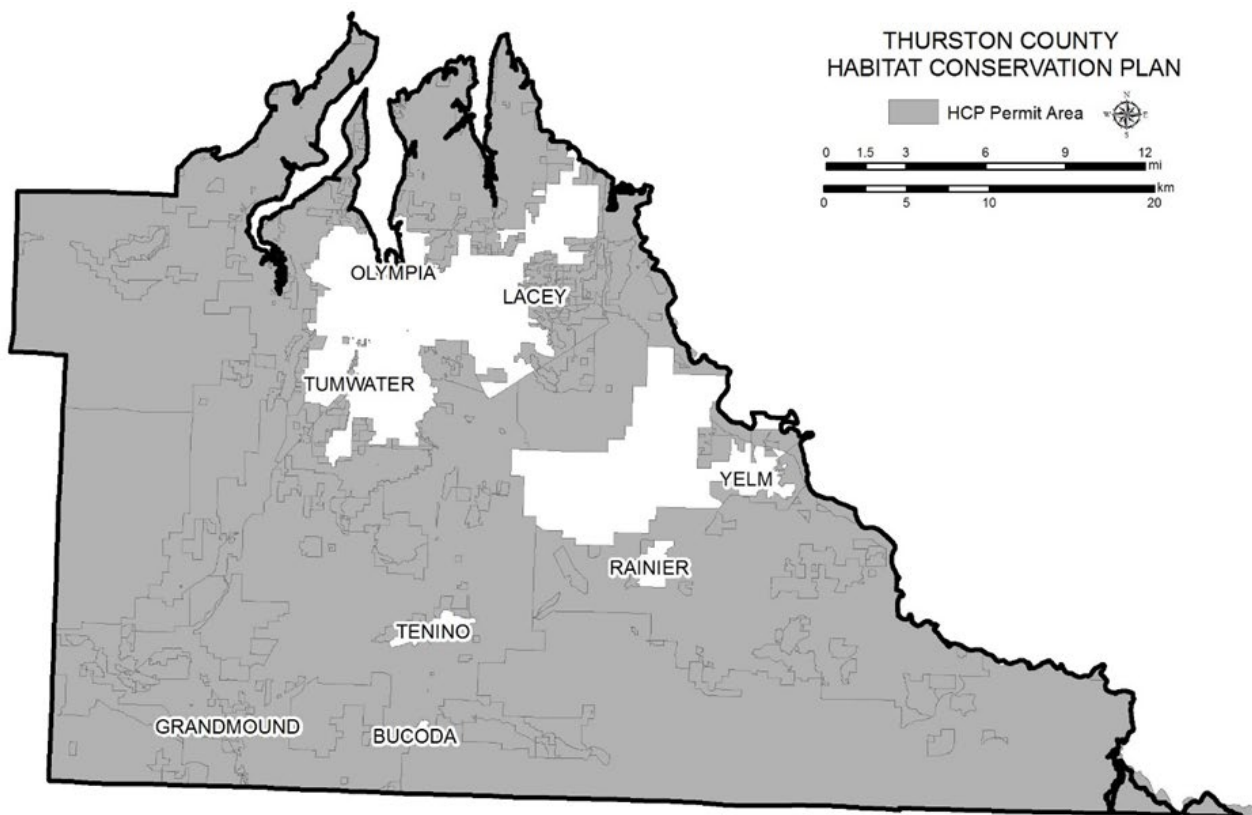 THURSTON COUNTY
HABITAT CONSERVATION PLAN
HCP Permit Area
N
W
E
S
0 1.5 3 6 9 12
mi
km
0 5 10 20
OLYMPIA
LACEY
TUMWATER
YELM
RAINIER
TENINO
GRANDMOUND
BUCODA